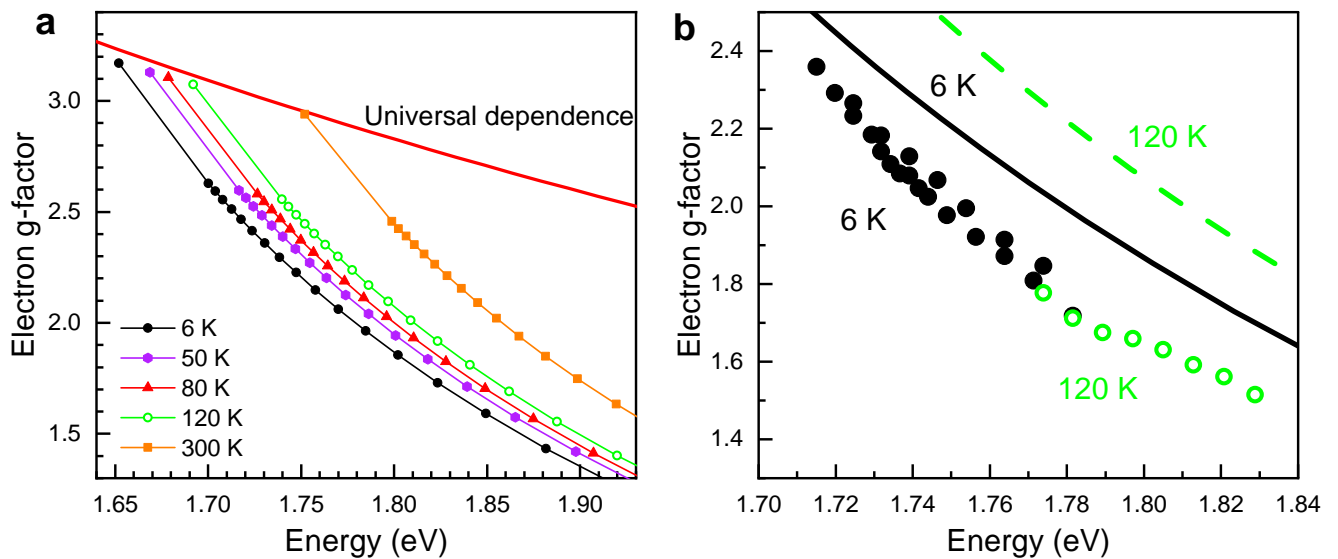 a
Electron g-factor
3.0
2.5
2.0
1.5
Universal dependence
6 K
50 K
80 K
120 K
300 K
1.65 1.70 1.75 1.80 1.85 1.90
Energy (eV)
b
Electron g-factor
2.4
2.2
2.0
1.8
1.6
1.4
6 K
120 K
6 K
120 K
1.70 1.72 1.74 1.76 1.78 1.80 1.82 1.84
Energy (eV)